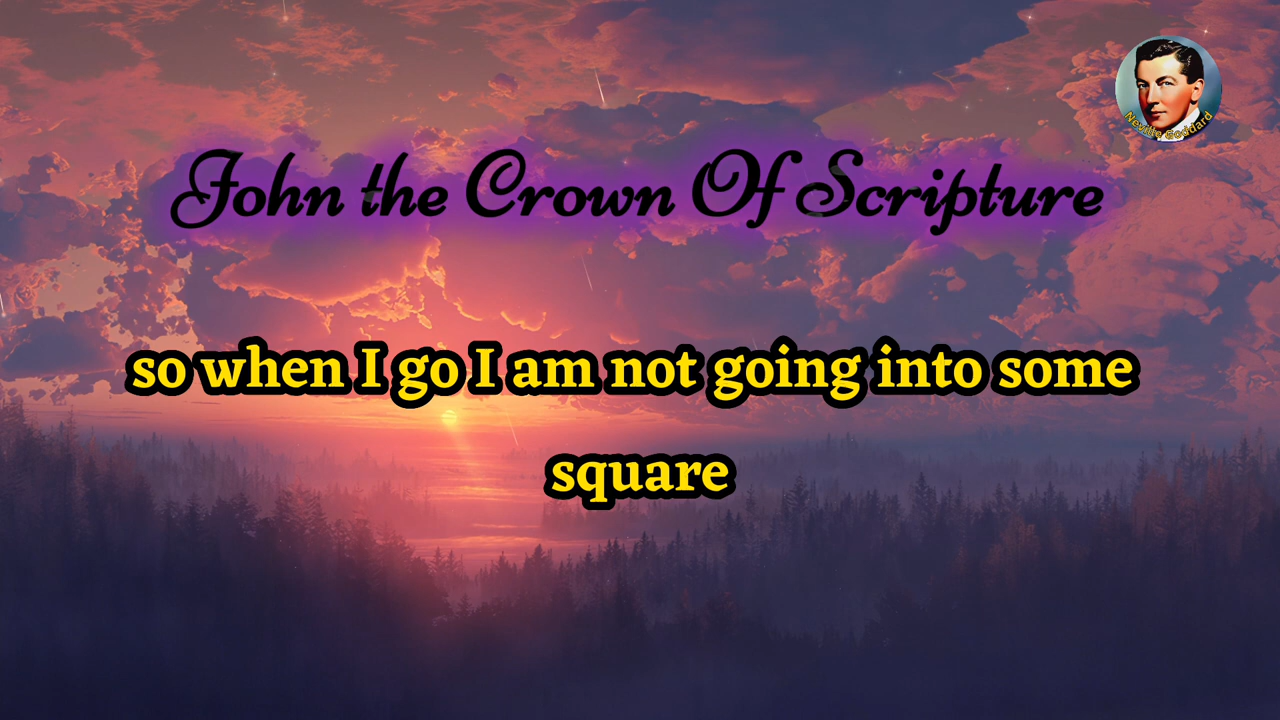 Neville Goddard
John the Crown Of Scripture
so when I go I am not going into some
square